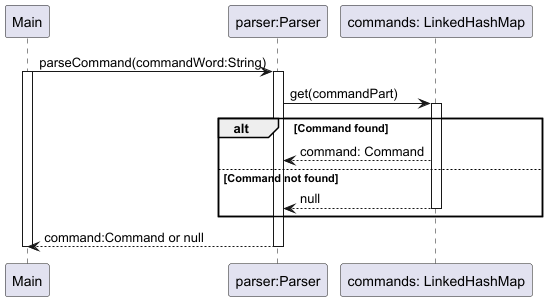 Main
parser:Parser
commands: LinkedHashMap
parseCommand(commandWord:String)
get(commandPart)
alt
[Command found]
command: Command
[Command not found]
null
command:Command or null
Main
parser:Parser
commands: LinkedHashMap